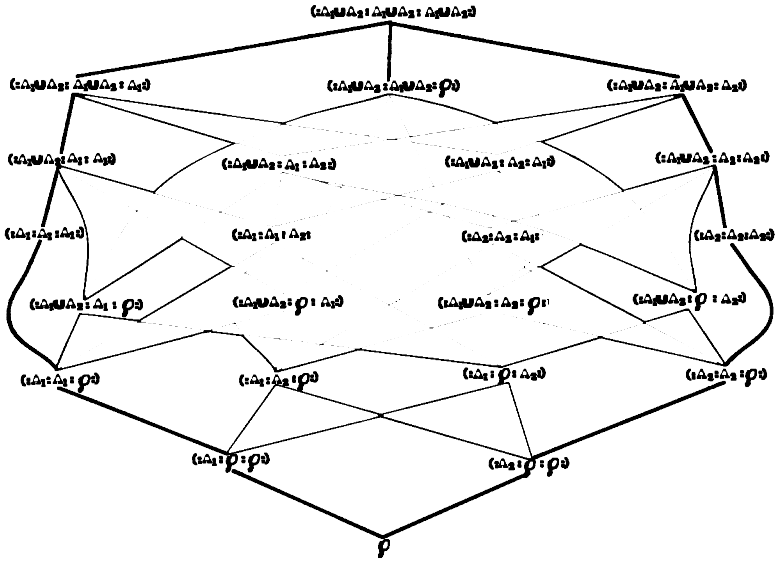 (:A₁∪A₂: A₁∪A₂: A₁∪A₂:)
(:A₁∪A₂: A₁∪A₂: A₁:) (:A₁∪A₂: A₁∪A₂: ℘:) (:A₁∪A₂: A₁∪A₂: A₂:)
(:A₁∪A₂: A₁: A₁:) (:A₁∪A₂: A₁: A₂:) (:A₁∪A₂: A₂: A₁:) (:A₁∪A₂: A₂: A₂:)
(:A₁: A₁: A₁:) (:A₁: A₁: A₂: (:A₂: A₂: A₁: (:A₂: A₂: A₂:)
(:A₁∪A₂: A₁: ℘:) (:A₁∪A₂: ℘: A₁:) (:A₁∪A₂: A₂: ℘: (:A₁∪A₂: ℘: A₂:)
(:A₁: A₁: ℘:) (:A₁: A₂: ℘:) (:A₁: ℘: A₂:) (:A₂: A₂: ℘:)
(:A₁: ℘: ℘:) (:A₂: ℘: ℘:)
℘